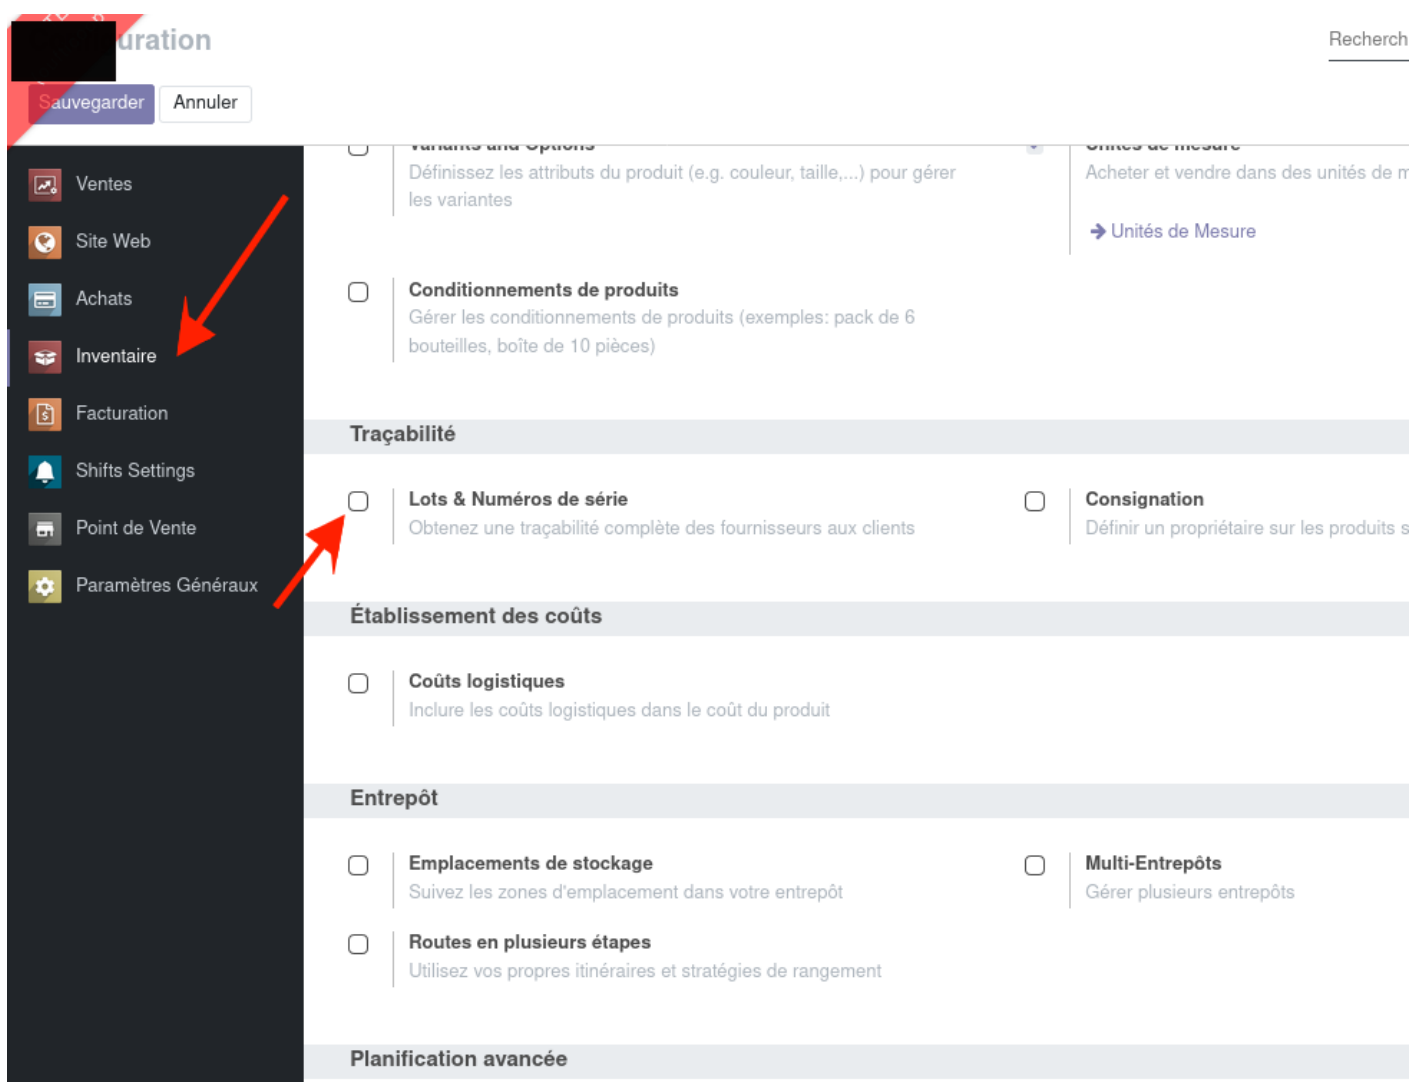 uration
Recherch
Sauvegarder
Annuler
Ventes
Site Web
Achats
Inventaire
Facturation
Shifts Settings
Point de Vente
Paramètres Généraux
Variants and Options
Définissez les attributs du produit (e.g. couleur, taille,...) pour gérer
les variantes
Unités de mesure
Acheter et vendre dans des unités de m
Unités de Mesure
Conditionnements de produits
Gérer les conditionnements de produits (exemples: pack de 6
bouteilles, boîte de 10 pièces)
Traçabilité
Lots & Numéros de série
Obtenez une traçabilité complète des fournisseurs aux clients
Consignation
Définir un propriétaire sur les produits s
Établissement des coûts
Coûts logistiques
Inclure les coûts logistiques dans le coût du produit
Entrepôt
Emplacements de stockage
Suivez les zones d'emplacement dans votre entrepôt
Multi-Entrepôts
Gérer plusieurs entrepôts
Routes en plusieurs étapes
Utilisez vos propres itinéraires et stratégies de rangement
Planification avancée